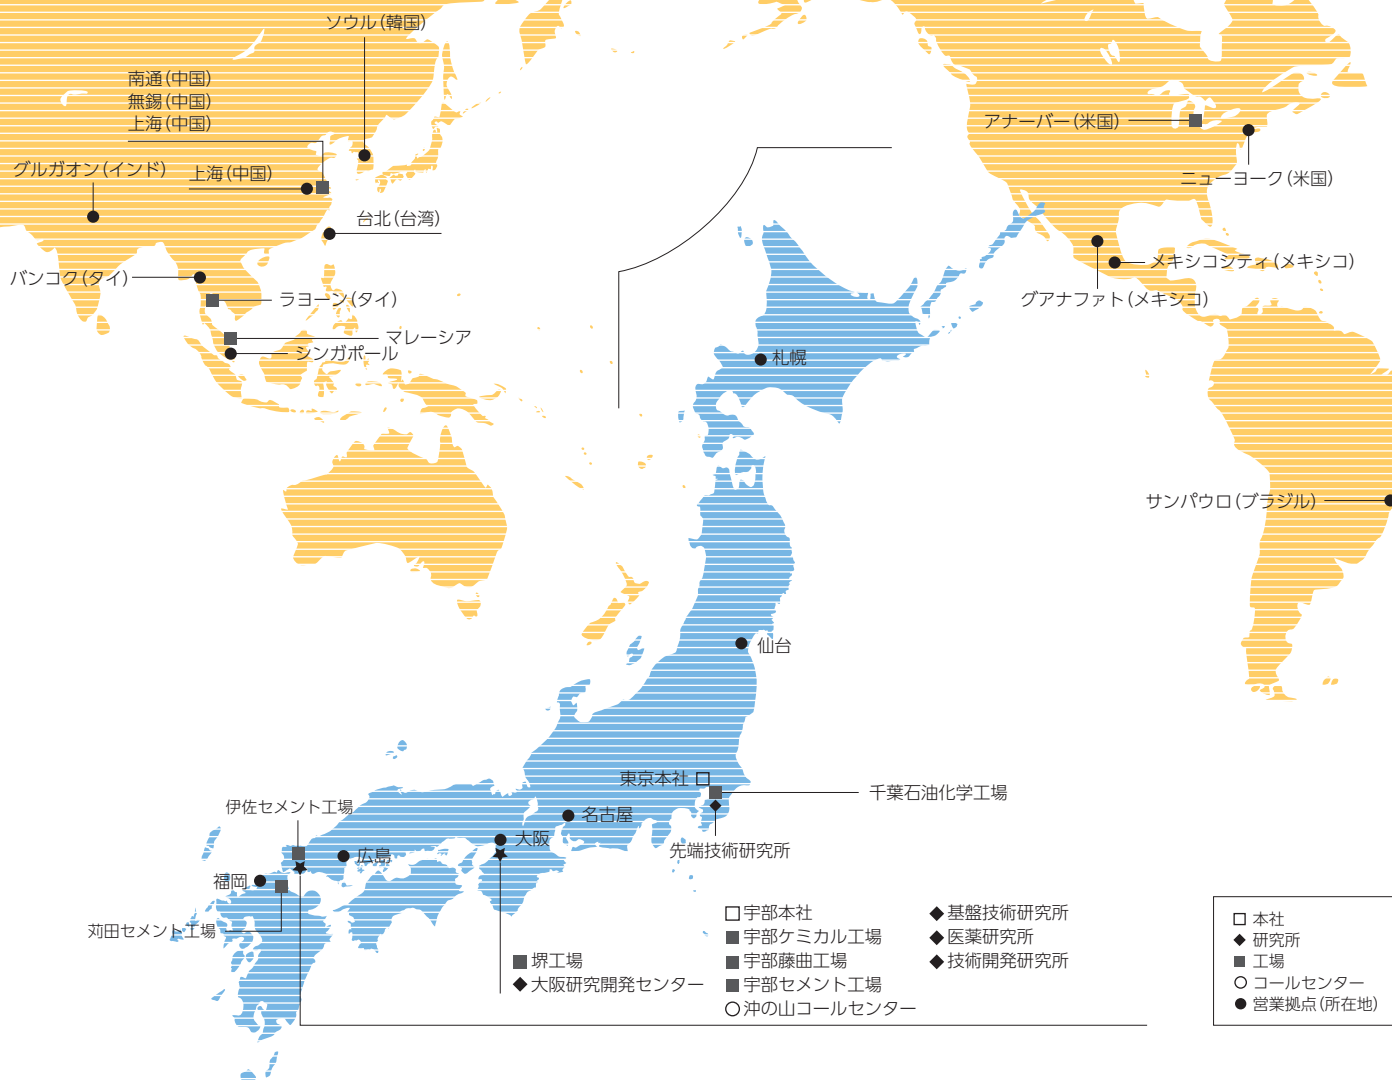 ソウル(韓国)
南通(中国)
無錫(中国)
上海(中国)
グルガオン(インド)
上海(中国)
台北(台湾)
バンコク(タイ)
ラヨーン(タイ)
マレーシア
シンガポール
アナーバー(米国)
ニューヨーク(米国)
メキシコシティ(メキシコ)
グアナファト(メキシコ)
サンパウロ(ブラジル)
札幌
仙台
東京本社
千葉石油化学工場
先端技術研究所
名古屋
大阪
伊佐セメント工場
広島
福岡
苅田セメント工場
堺工場
大阪研究開発センター
宇部本社
宇部ケミカル工場
宇部藤曲工場
宇部セメント工場
沖の山コールセンター
基盤技術研究所
医薬研究所
技術開発研究所
本社
研究所
工場
コールセンター
営業拠点(所在地)